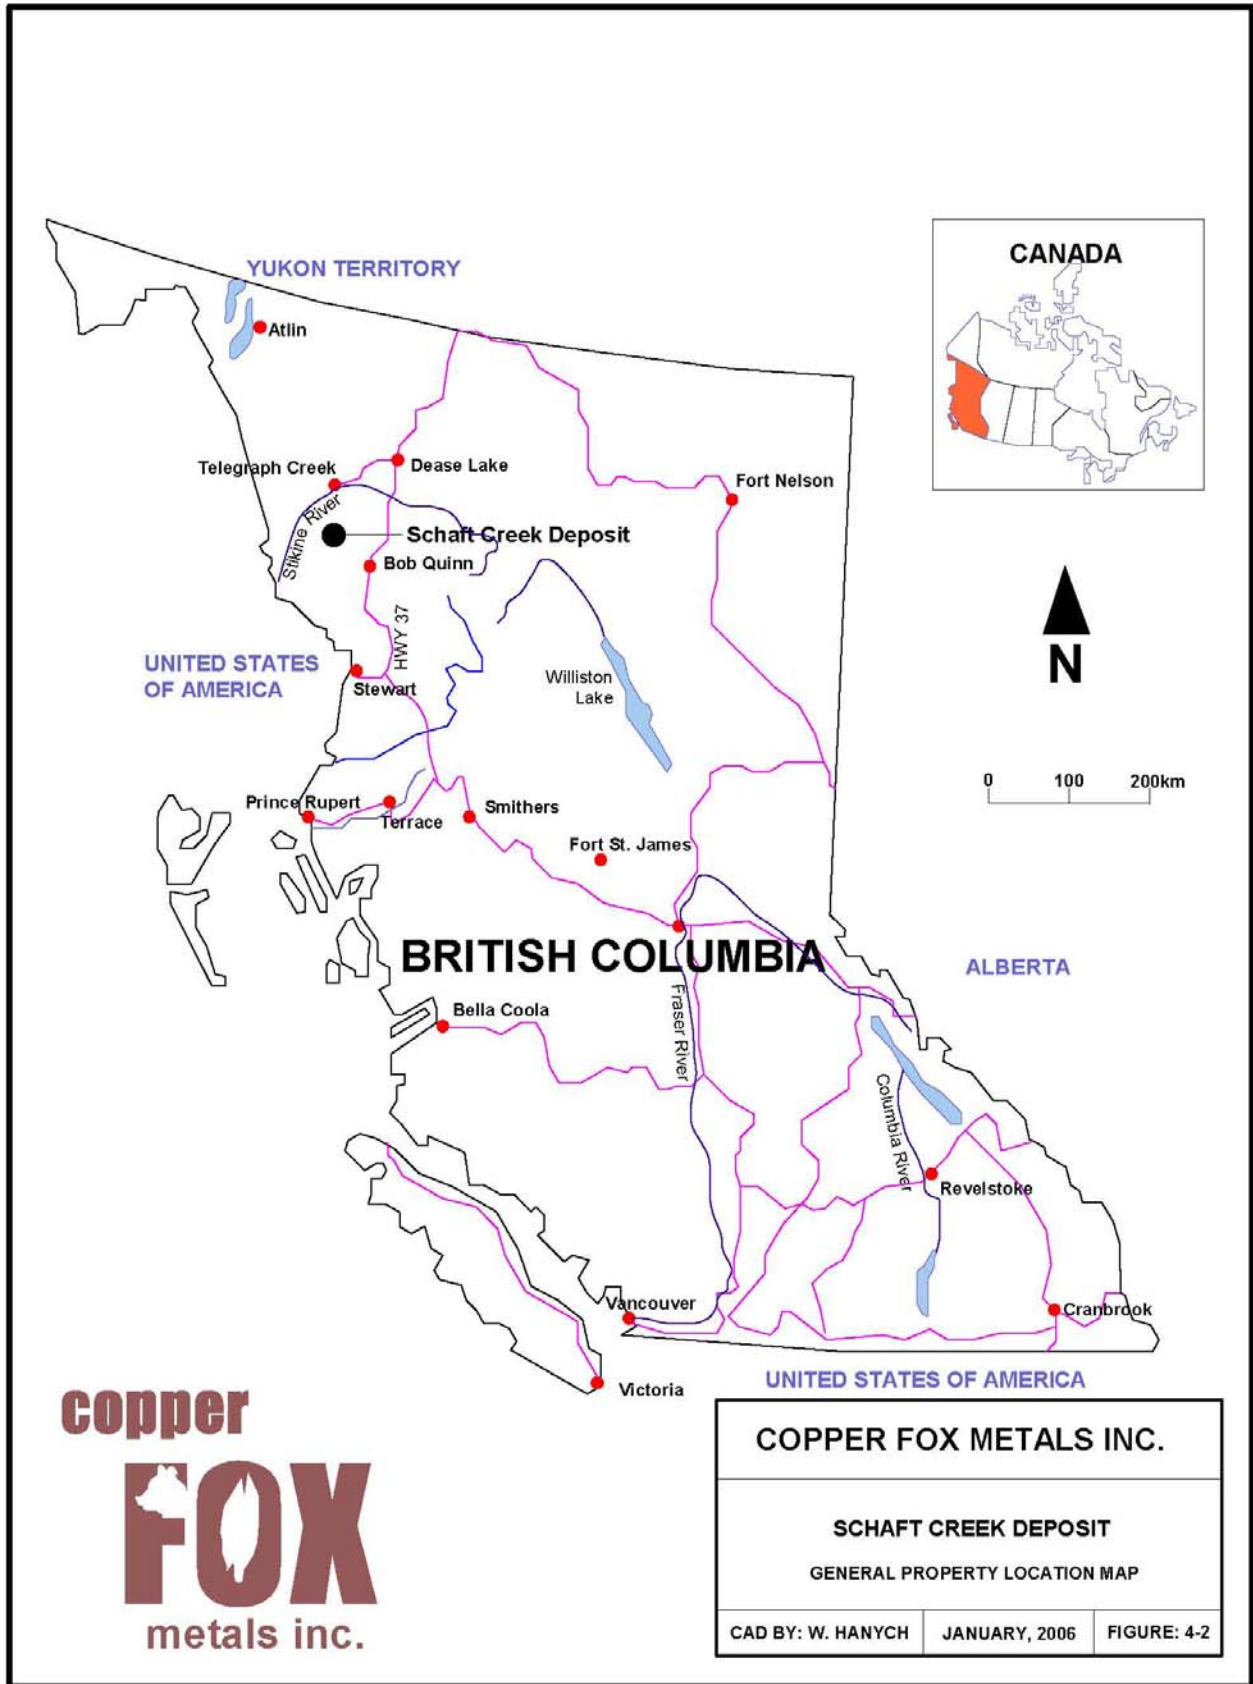 YUKON TERRITORY
CANADA
Atlin
Telegraph Creek
Dease Lake
Fort Nelson
Stikine River
Schaft Creek Deposit
Bob Quinn
HWY 37
UNITED STATES
OF AMERICA
Stewart
Williston
Lake
N
0 100 200km
Prince Rupert
Terrace
Smithers
Fort St. James
BRITISH COLUMBIA
ALBERTA
Fraser River
Bella Coola
Columbia River
Revelstoke
Vancouver
Cranbrook
Victoria
UNITED STATES OF AMERICA
copper
FOX
metals inc.
COPPER FOX METALS INC.
SCHAFT CREEK DEPOSIT
GENERAL PROPERTY LOCATION MAP
CAD BY: W. HANYCH
JANUARY, 2006
FIGURE: 4-2